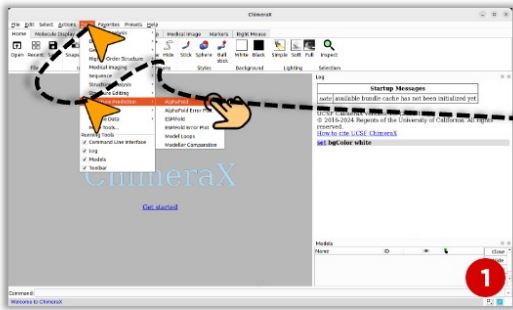 ChimeraX
File Edit Select Actions Favorites Presets Help
Home Molecule Display Medical Image Markers Right Mouse
Open Recent Save Hide Stick Sphere Ball stick White Black Simple Soft Full Inspect
Styles Background Lighting Selection
Higher-Order Structure
Medical Imaging
Sequence
Structure Analysis
Structure Editing
AlphaFold
AlphaFold Error Plot
ESMFold
ESMFold Error Plot
Model Loops
Modeller Comparative
Data
Tools...
Running Tools
Command Line Interface
Log
Models
Toolbar
ChimeraX
Get started
Log
Startup Messages
note available bundle cache has not been initialized yet
© 2016-2024 Regents of the University of California. All rights
reserved.
How to cite UCSF ChimeraX
set bgColor white
Models
Name ID
Close
Hide
1
Command:
Welcome to ChimeraX